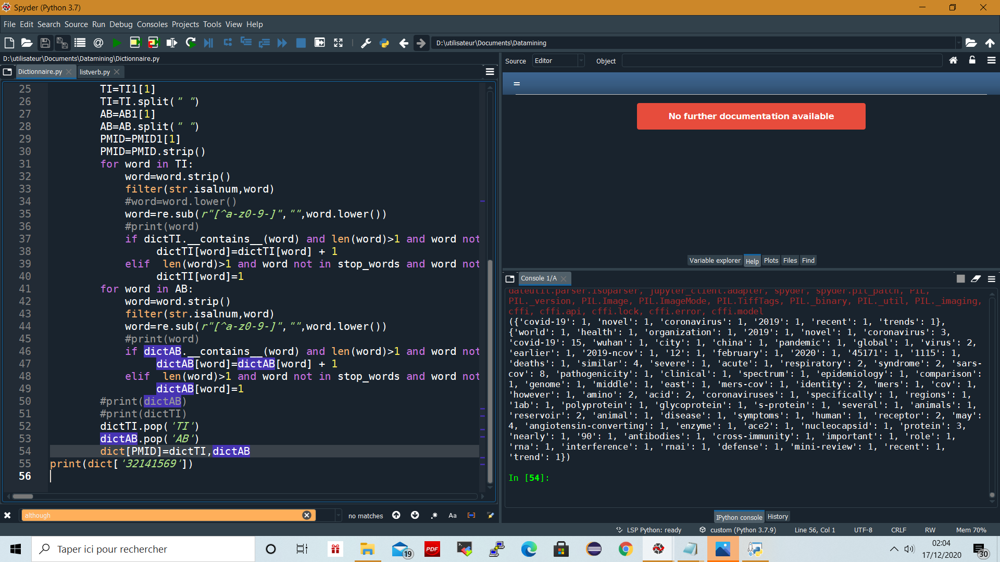 Spyder (Python 3.7)
File Edit Search Source Run Debug Consoles Projects Tools View Help
D:\utilisateur\Documents\Datamining
D:\utilisateur\Documents\Datamining\Dictionnaire.py
Dictionnaire.py listverb.py
25 TI=TI1[1]
26 TI=TI.split(" ")
27 AB=AB1[1]
28 AB=AB.split(" ")
29 PMID=PMID1[1]
30 PMID=PMID.strip()
31 for word in TI:
32 word=word.strip()
33 filter(str.isalnum,word)
34 #word=word.lower()
35 word=re.sub(r"[^a-z0-9-]","",word.lower())
36 #print(word)
37 if dictTI.__contains__(word) and len(word)>1 and word not
38 dictTI[word]=dictTI[word] + 1
39 elif len(word)>1 and word not in stop_words and word not
40 dictTI[word]=1
41 for word in AB:
42 word=word.strip()
43 filter(str.isalnum,word)
44 word=re.sub(r"[^a-z0-9-]","",word.lower())
45 #print(word)
46 if dictAB.__contains__(word) and len(word)>1 and word not
47 dictAB[word]=dictAB[word] + 1
48 elif len(word)>1 and word not in stop_words and word not
49 dictAB[word]=1
50 #print(dictAB)
51 #print(dictTI)
52 dictTI.pop('TI')
53 dictAB.pop('AB')
54 dict[PMID]=dictTI,dictAB
55 print(dict['32141569'])
56
although no matches Aa
Source Editor Object
=
No further documentation available
Variable explorer Help Plots Files Find
Console 1/A
dateutil.parser.isoparser, jupyter_client.adapter, spyder, spyder.pil_patch, PIL,
PIL._version, PIL.Image, PIL.ImageMode, PIL.TiffTags, PIL._binary, PIL._util, PIL._imaging,
cffi, cffi.api, cffi.lock, cffi.error, cffi.model
({'covid-19': 1, 'novel': 1, 'coronavirus': 1, '2019': 1, 'recent': 1, 'trends': 1},
{'world': 1, 'health': 1, 'organization': 1, '2019': 1, 'novel': 1, 'coronavirus': 3,
'covid-19': 15, 'wuhan': 1, 'city': 1, 'china': 1, 'pandemic': 1, 'global': 1, 'virus': 2,
'earlier': 1, '2019-ncov': 1, '12': 1, 'february': 1, '2020': 1, '45171': 1, '1115': 1,
'deaths': 1, 'similar': 4, 'severe': 1, 'acute': 1, 'respiratory': 2, 'syndrome': 2, 'sars-
cov': 8, 'pathogenicity': 1, 'clinical': 1, 'spectrum': 1, 'epidemiology': 1, 'comparison':
1, 'genome': 1, 'middle': 1, 'east': 1, 'mers-cov': 1, 'identity': 2, 'mers': 1, 'cov': 1,
'however': 1, 'amino': 2, 'acid': 2, 'coronaviruses': 1, 'specifically': 1, 'regions': 1,
'1ab': 1, 'polyprotein': 1, 'glycoprotein': 1, 's-protein': 1, 'several': 1, 'animals': 1,
'reservoir': 2, 'animal': 1, 'disease': 1, 'symptoms': 1, 'human': 1, 'receptor': 2, 'may':
4, 'angiotensin-converting': 1, 'enzyme': 1, 'ace2': 1, 'nucleocapsid': 1, 'protein': 3,
'nearly': 1, '90': 1, 'antibodies': 1, 'cross-immunity': 1, 'important': 1, 'role': 1,
'rna': 1, 'interference': 1, 'rnai': 1, 'defense': 1, 'mini-review': 1, 'recent': 1,
'trend': 1})
In [54]:
IPython console History
LSP Python: ready custom (Python 3.7.9) Line 56, Col 1 UTF-8 CRLF RW Mem 70%
Taper ici pour rechercher
19
PDF
02:04
17/12/2020
30